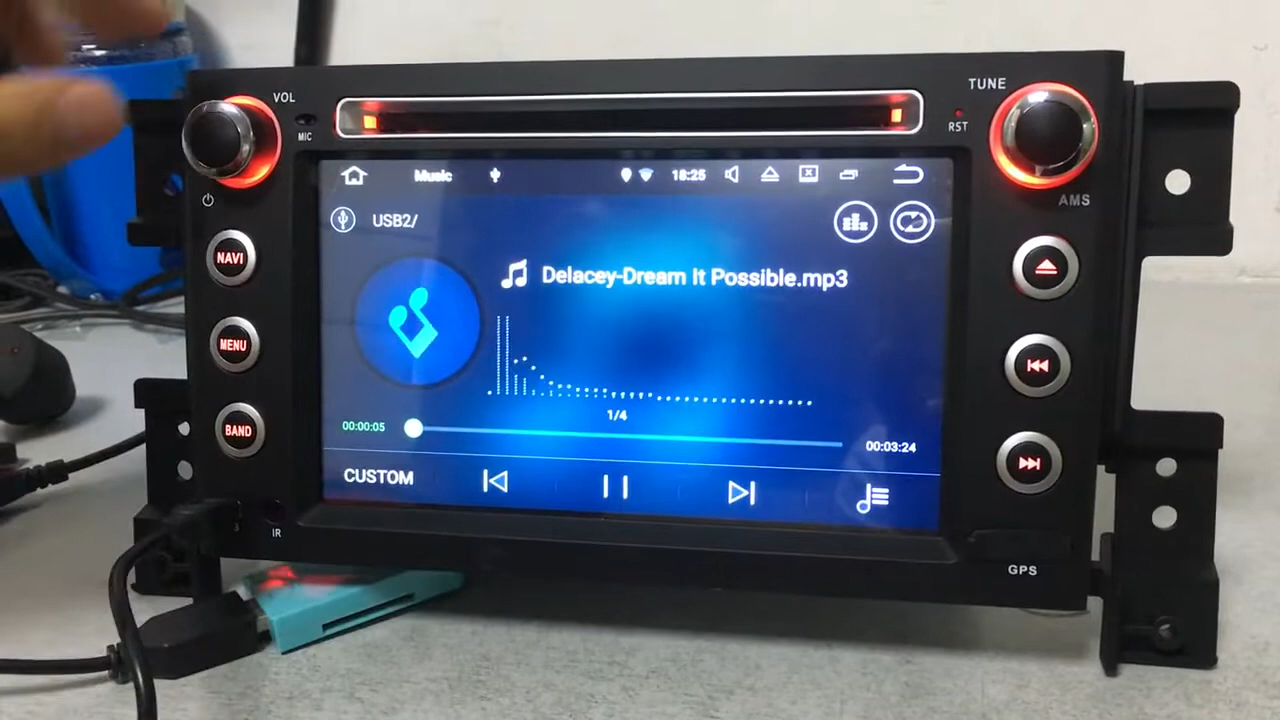 VOL
TUNE
MIC
RST
Music
18:25
AMS
USB2/
NAVI
Delacey-Dream It Possible.mp3
MENU
1/4
00:00:05
00:03:24
BAND
CUSTOM
IR
GPS